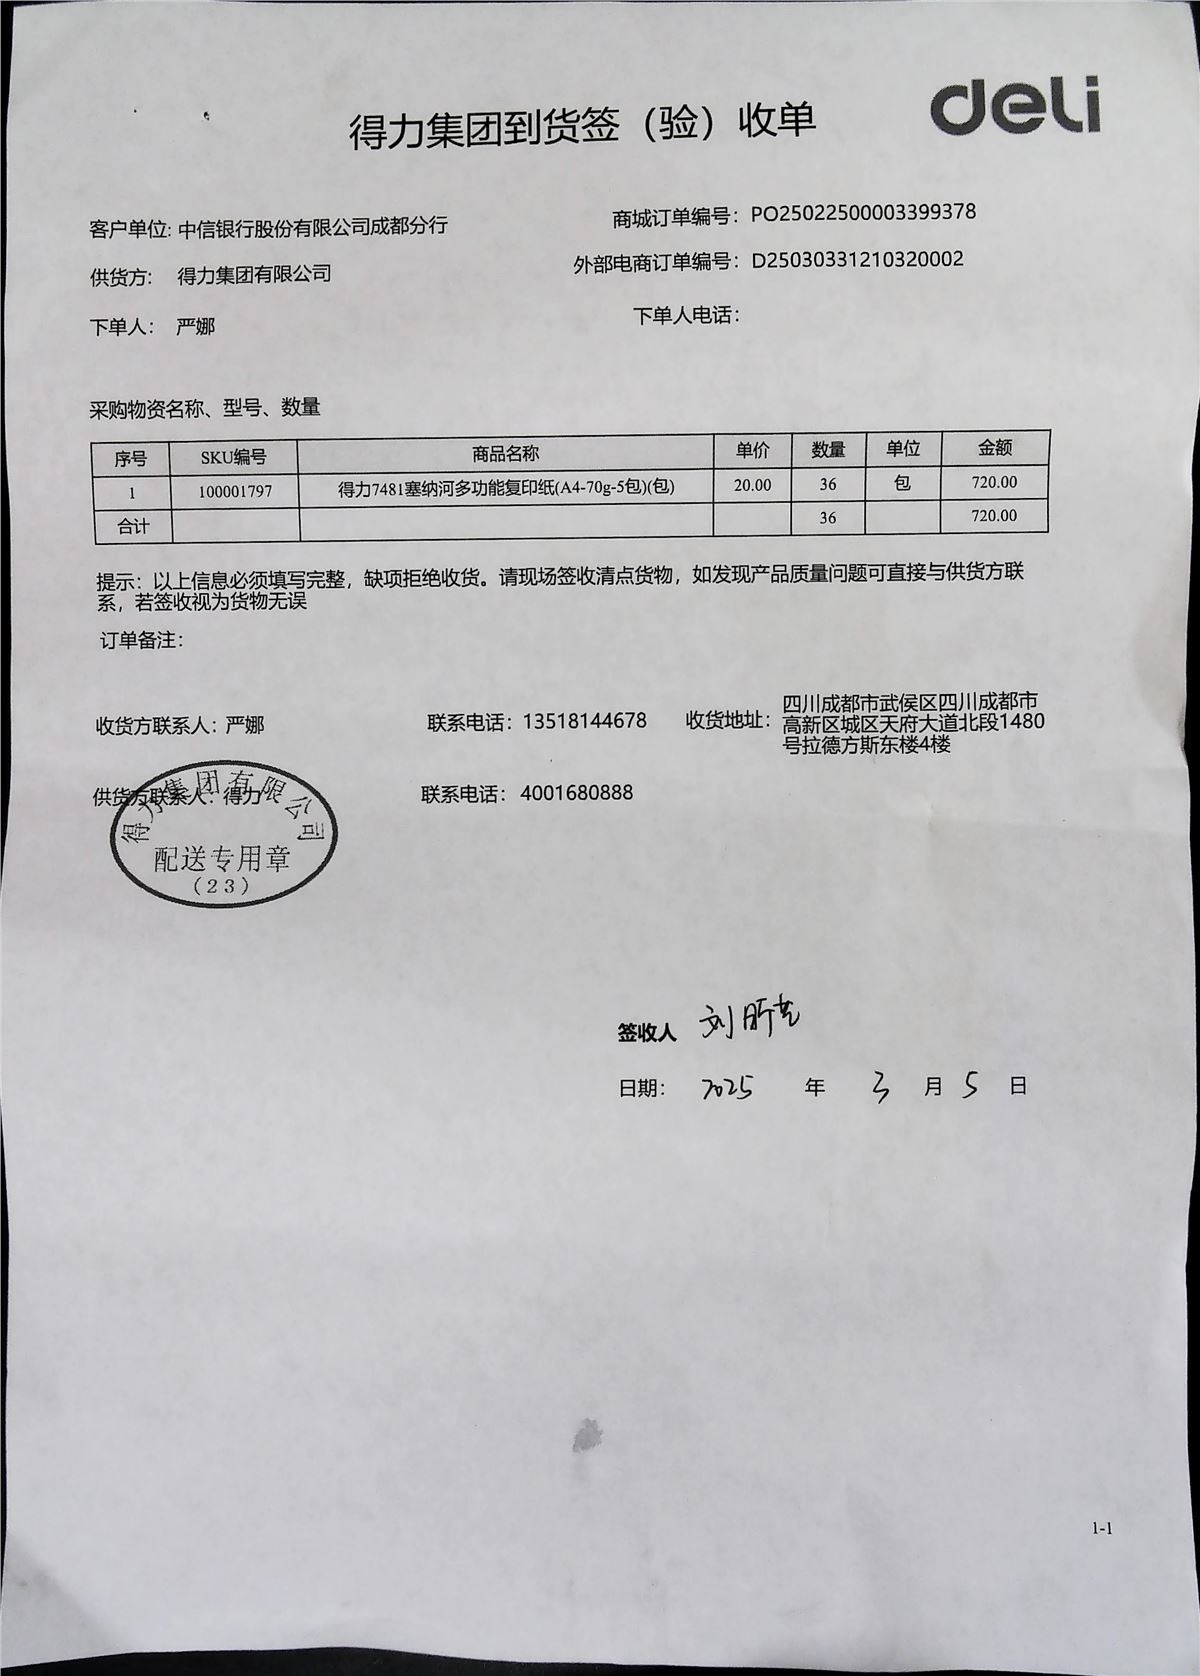 deli
得力集团到货签（验）收单
客户单位: 中信银行股份有限公司成都分行 商城订单编号: PO25022500003399378
供货方: 得力集团有限公司 外部电商订单编号: D25030331210320002
下单人: 严娜 下单人电话:
采购物资名称、型号、数量
序号 SKU编号 商品名称 单价 数量 单位 金额
1 100001797 得力7481塞纳河多功能复印纸(A4-70g-5包)(包) 20.00 36 包 720.00
合计 36 720.00
提示: 以上信息必须填写完整，缺项拒绝收货。请现场签收清点货物，如发现产品质量问题可直接与供货方联
系，若签收视为货物无误
订单备注:
收货方联系人: 严娜 联系电话: 13518144678 收货地址: 四川成都市武侯区四川成都市
高新区城区天府大道北段1480
号拉德方斯东楼4楼
供货方联系人: 得力 联系电话: 4001680888
得力集团有限公司
配送专用章
(23)
签收人 刘
日期: 2025 年 3 月 5 日
1-1